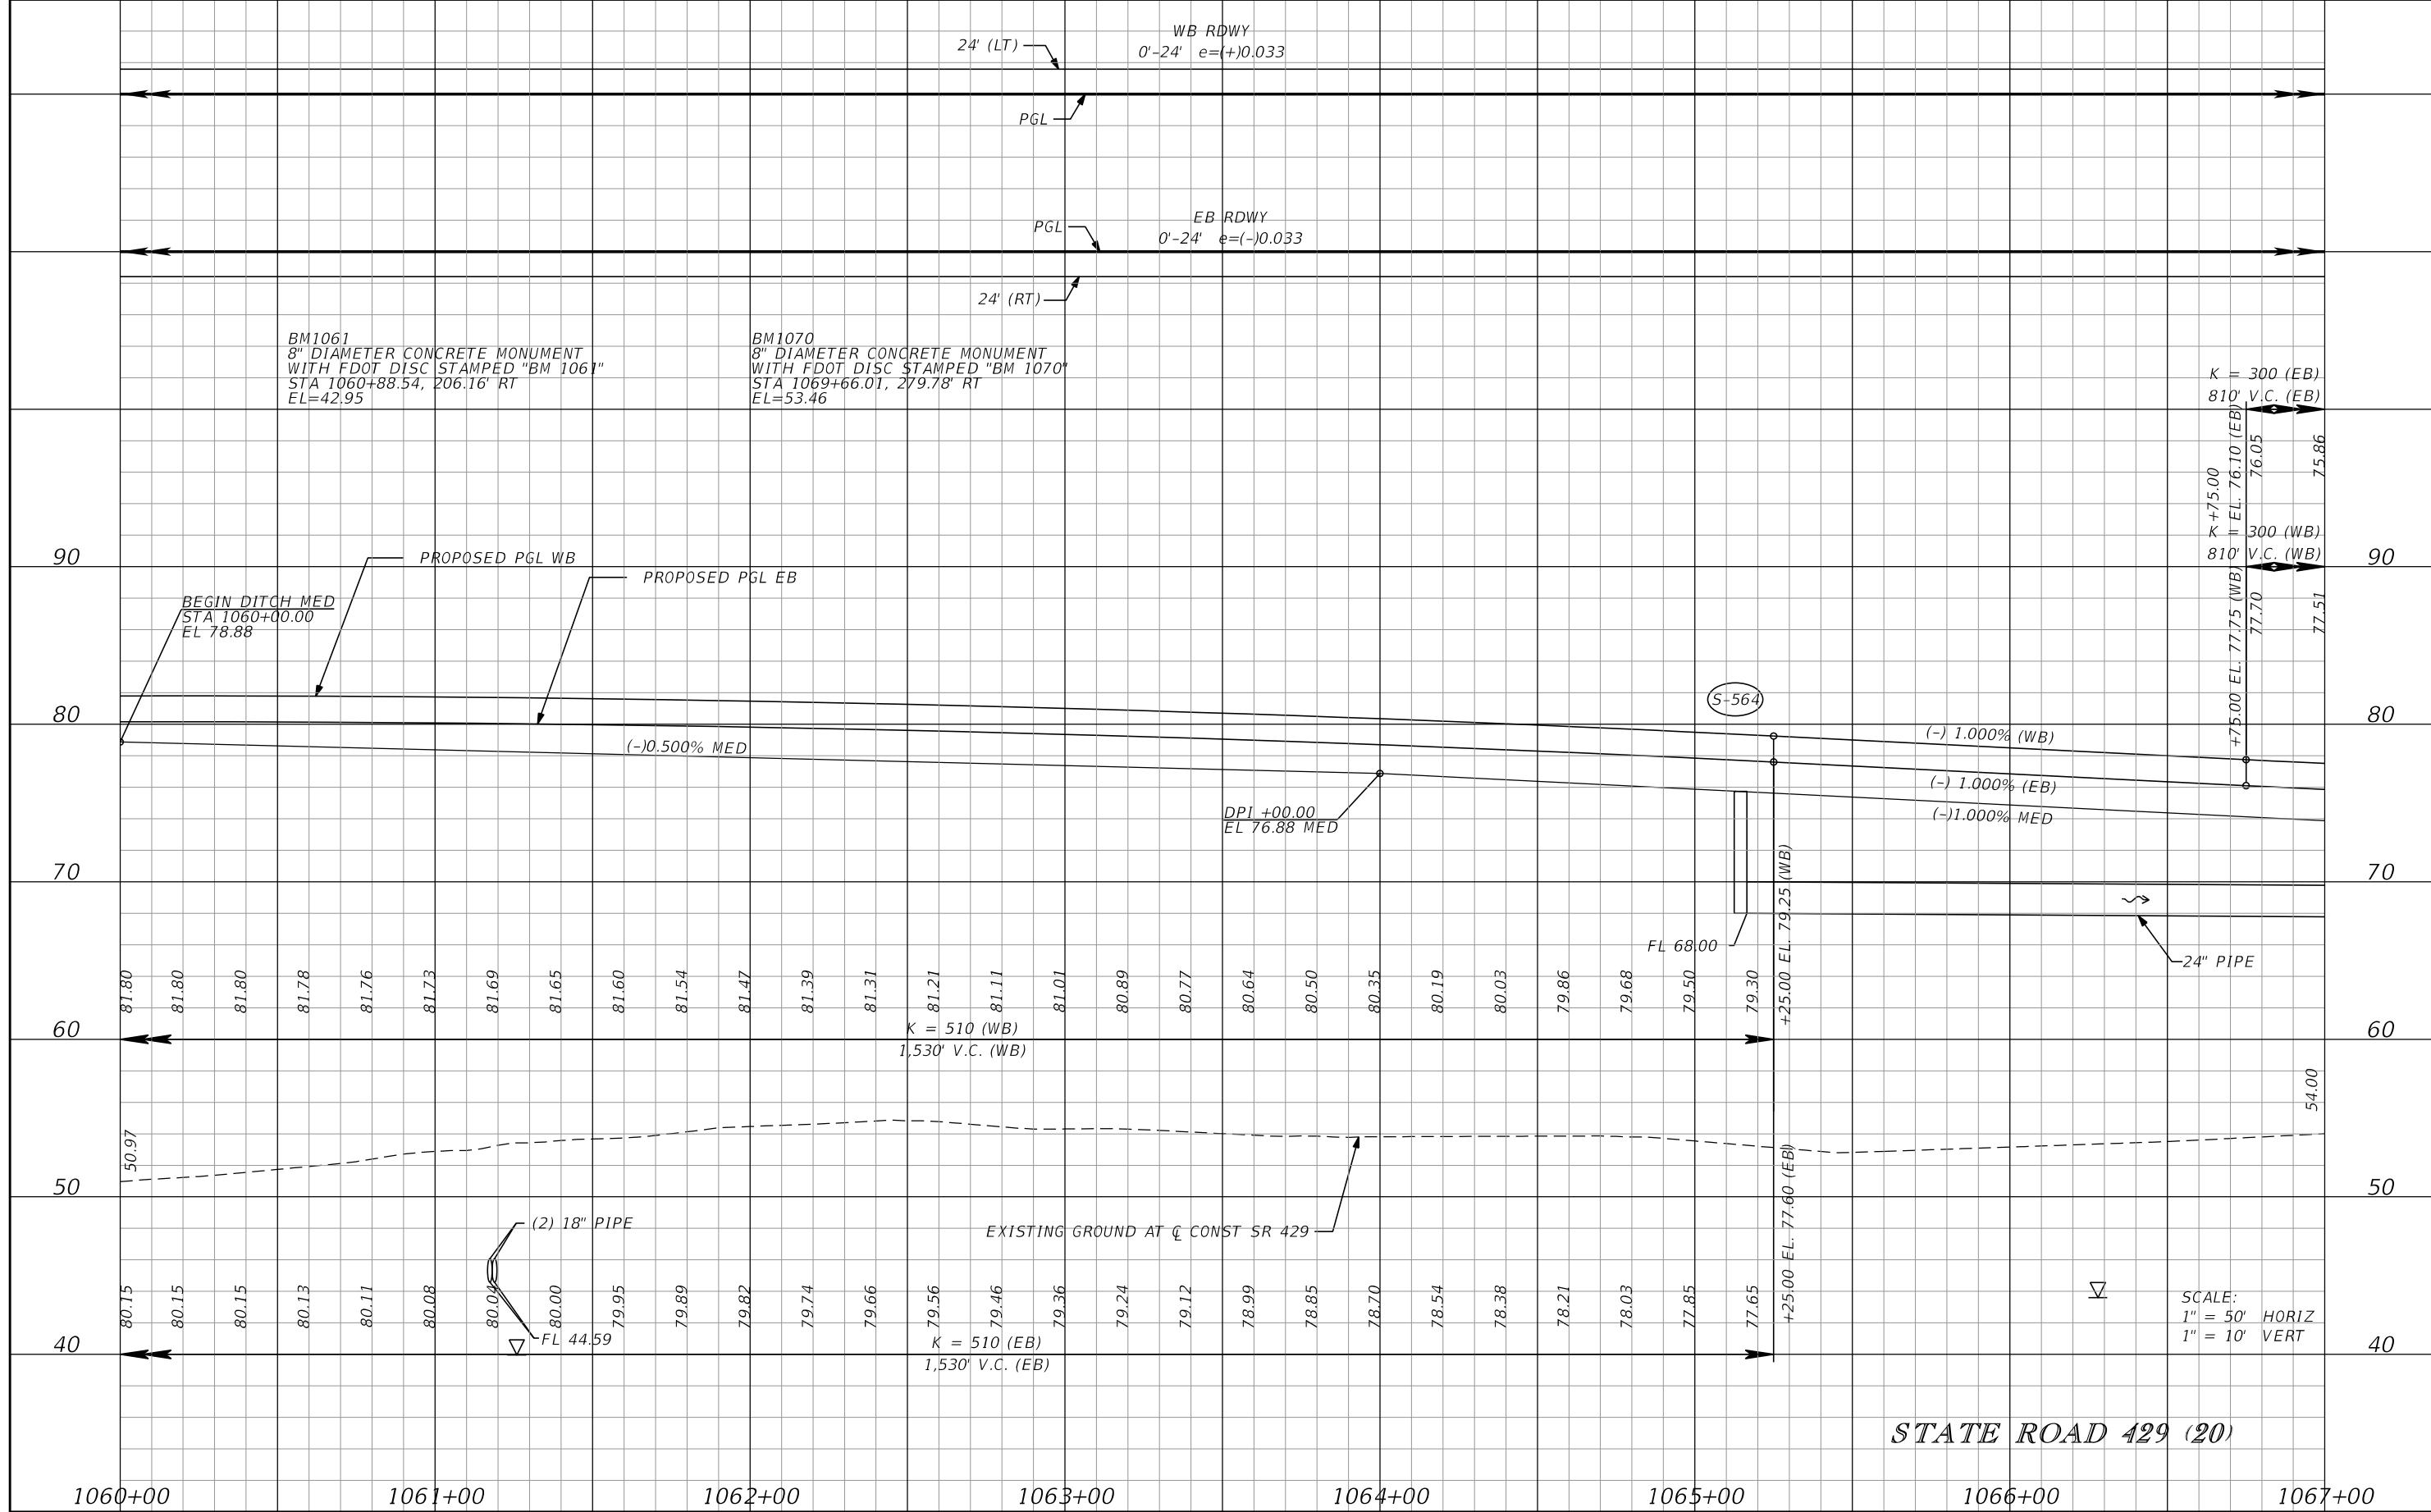 WB RDWY
0'-24' e=(+)0.033
24' (LT)
PGL
EB RDWY
0'-24' e=(-)0.033
PGL
24' (RT)
BM1061
8" DIAMETER CONCRETE MONUMENT
WITH FDOT DISC STAMPED "BM 1061"
STA 1060+88.54, 206.16' RT
EL=42.95
BM1070
8" DIAMETER CONCRETE MONUMENT
WITH FDOT DISC STAMPED "BM 1070"
STA 1069+66.01, 279.78' RT
EL=53.46
K = 300 (EB)
810' V.C. (EB)
+75.00
EL. 76.10 (EB)
76.05
75.86
K = 300 (WB)
810' V.C. (WB)
+75.00 EL. 77.75 (WB)
77.70
77.51
90
90
PROPOSED PGL WB
PROPOSED PGL EB
BEGIN DITCH MED
STA 1060+00.00
EL 78.88
80
80
S-564
(-)0.500% MED
(-) 1.000% (WB)
(-) 1.000% (EB)
(-)1.000% MED
DPI +00.00
EL 76.88 MED
70
70
FL 68.00
24" PIPE
+25.00 EL. 79.25 (WB)
81.80
81.80
81.80
81.78
81.76
81.73
81.69
81.65
81.60
81.54
81.47
81.39
81.31
81.21
81.11
81.01
80.89
80.77
80.64
80.50
80.35
80.19
80.03
79.86
79.68
79.50
79.30
60
60
K = 510 (WB)
1,530' V.C. (WB)
54.00
50.97
50
50
(2) 18" PIPE
EXISTING GROUND AT ℄ CONST SR 429
+25.00 EL. 77.60 (EB)
80.15
80.15
80.15
80.13
80.11
80.08
80.04
80.00
79.95
79.89
79.82
79.74
79.66
79.56
79.46
79.36
79.24
79.12
78.99
78.85
78.70
78.54
78.38
78.21
78.03
77.85
77.65
FL 44.59
SCALE:
1" = 50' HORIZ
1" = 10' VERT
40
40
K = 510 (EB)
1,530' V.C. (EB)
STATE ROAD 429 (20)
1060+00
1061+00
1062+00
1063+00
1064+00
1065+00
1066+00
1067+00